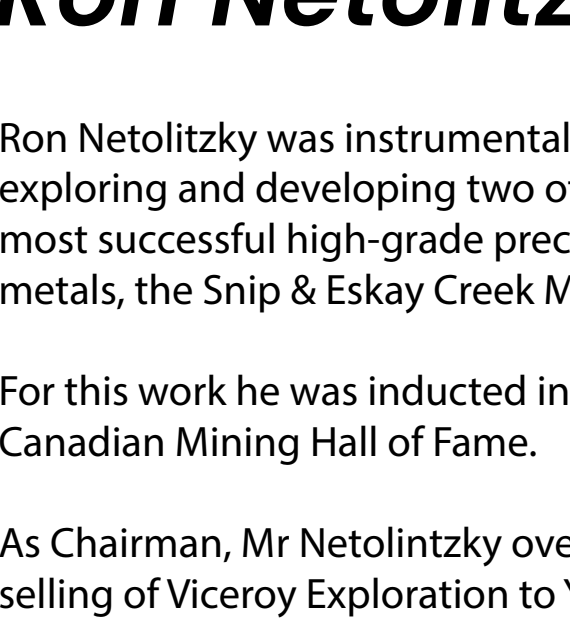 Ron Netolitz
Ron Netolitzky was instrumental
exploring and developing two of
most successful high-grade prec
metals, the Snip & Eskay Creek M
For this work he was inducted in
Canadian Mining Hall of Fame.
As Chairman, Mr Netolintzky ove
selling of Viceroy Exploration to Y